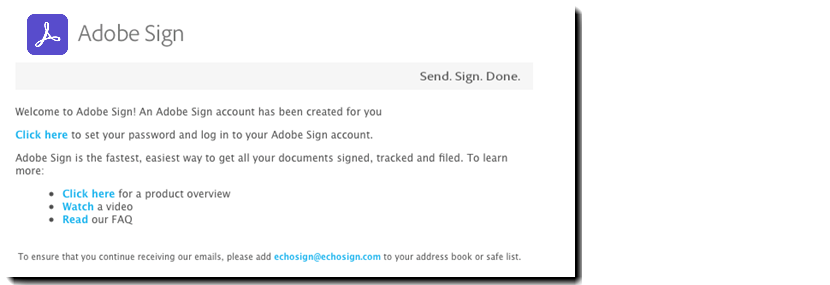 Adobe Sign
Send. Sign. Done.
Welcome to Adobe Sign! An Adobe Sign account has been created for you
Click here to set your password and log in to your Adobe Sign account.
Adobe Sign is the fastest, easiest way to get all your documents signed, tracked and filed. To learn
more:
• Click here for a product overview
• Watch a video
• Read our FAQ
To ensure that you continue receiving our emails, please add echosign@echosign.com to your address book or safe list.